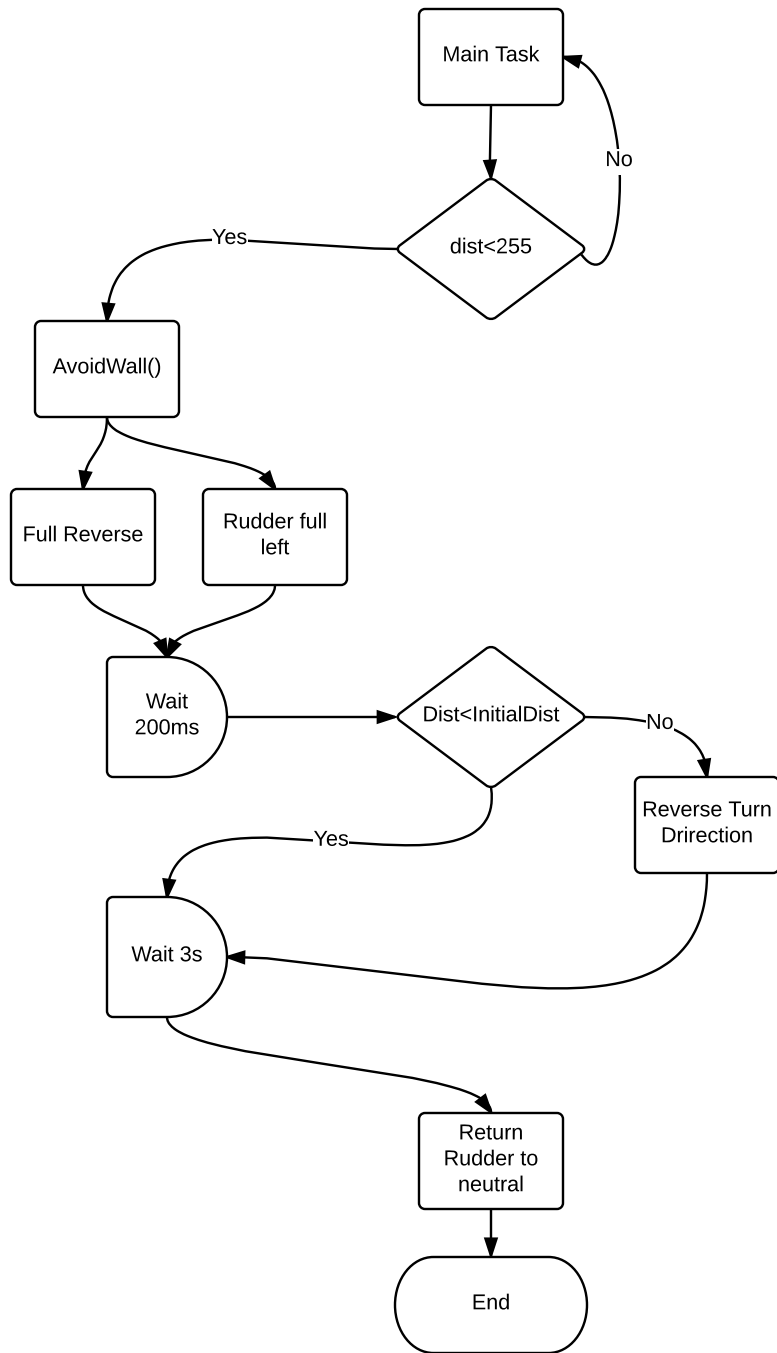 Main Task
No
dist<255
Yes
AvoidWall()
Full Reverse
Rudder full
left
Wait
200ms
Dist<InitialDist
No
Reverse Turn
Drirection
Yes
Wait 3s
Return
Rudder to
neutral
End